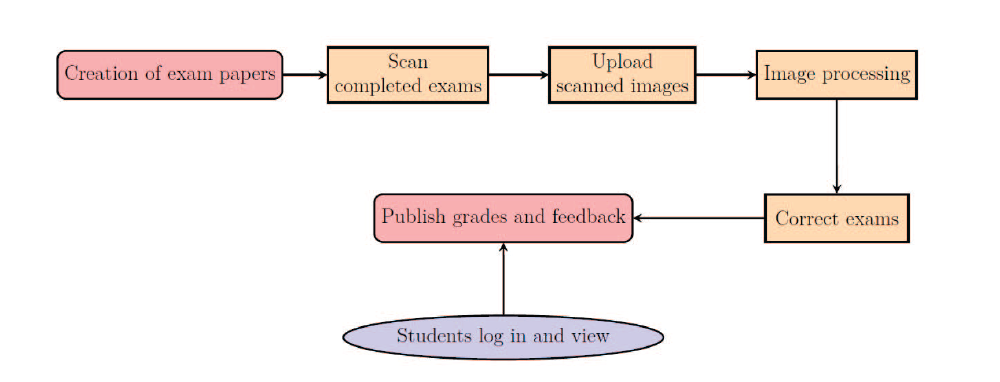 Creation of exam papers
Scan
completed exams
Upload
scanned images
Image processing
Correct exams
Publish grades and feedback
Students log in and view